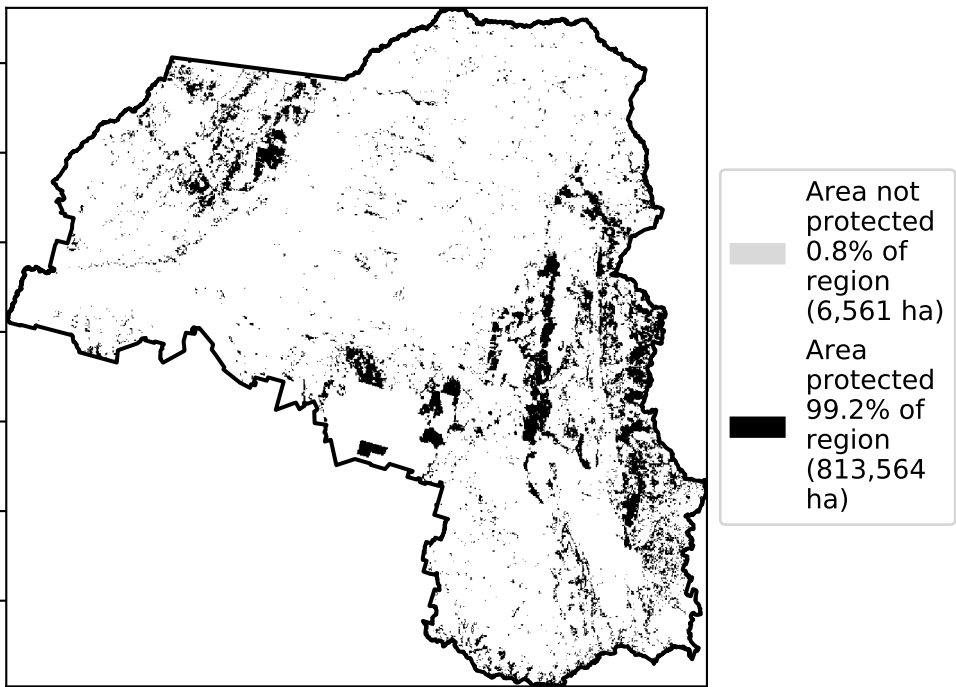 Area not
protected
0.8% of
region
(6,561 ha)
Area
protected
99.2% of
region
(813,564
ha)